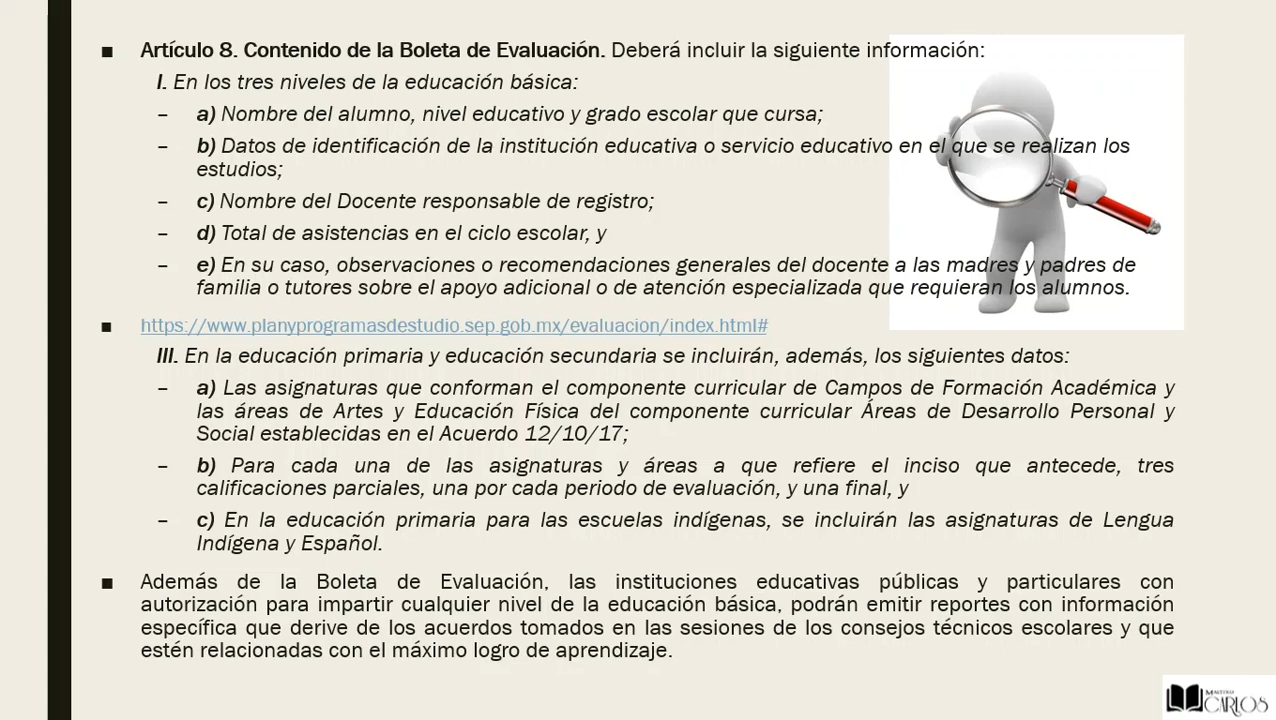 ■ Artículo 8. Contenido de la Boleta de Evaluación. Deberá incluir la siguiente información:
I. En los tres niveles de la educación básica:
– a) Nombre del alumno, nivel educativo y grado escolar que cursa;
– b) Datos de identificación de la institución educativa o servicio educativo en el que se realizan los
estudios;
– c) Nombre del Docente responsable de registro;
– d) Total de asistencias en el ciclo escolar, y
– e) En su caso, observaciones o recomendaciones generales del docente a las madres y padres de
familia o tutores sobre el apoyo adicional o de atención especializada que requieran los alumnos.
■ https://www.planyprogramasdestudio.sep.gob.mx/evaluacion/index.html#
III. En la educación primaria y educación secundaria se incluirán, además, los siguientes datos:
– a) Las asignaturas que conforman el componente curricular de Campos de Formación Académica y
las áreas de Artes y Educación Física del componente curricular Áreas de Desarrollo Personal y
Social establecidas en el Acuerdo 12/10/17;
– b) Para cada una de las asignaturas y áreas a que refiere el inciso que antecede, tres
calificaciones parciales, una por cada periodo de evaluación, y una final, y
– c) En la educación primaria para las escuelas indígenas, se incluirán las asignaturas de Lengua
Indígena y Español.
■ Además de la Boleta de Evaluación, las instituciones educativas públicas y particulares con
autorización para impartir cualquier nivel de la educación básica, podrán emitir reportes con información
específica que derive de los acuerdos tomados en las sesiones de los consejos técnicos escolares y que
estén relacionadas con el máximo logro de aprendizaje.
MAESTRO
CARLOS